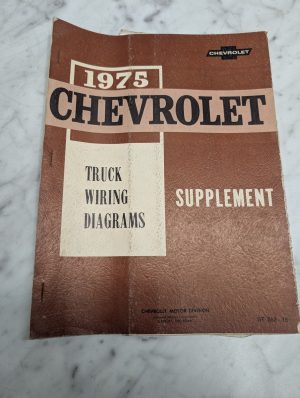 CHEVROLET
1975
CHEVROLET
TRUCK
WIRING
DIAGRAMS
SUPPLEMENT
CHEVROLET MOTOR DIVISION